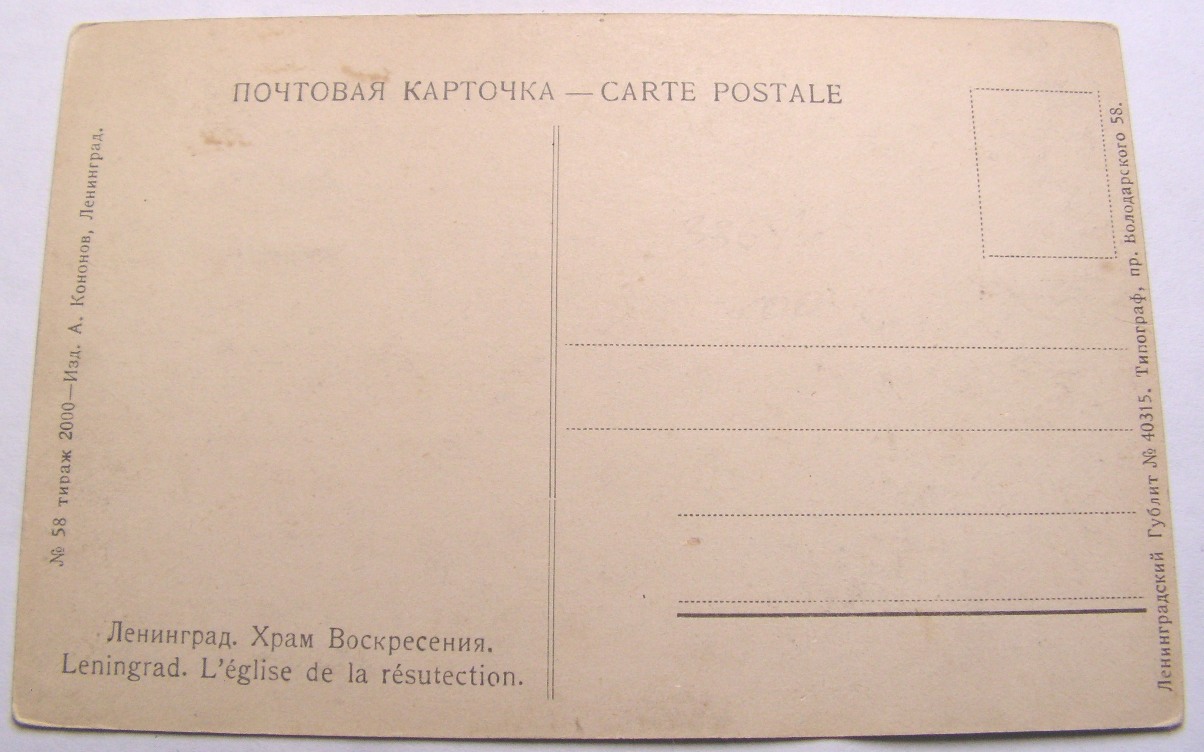 ПОЧТОВАЯ КАРТОЧКА — CARTE POSTALE
№ 58 тираж 2000—Изд. А. Кононов, Ленинград.
Ленинград. Храм Воскресения.
Leningrad. L'église de la résutection.
Ленинградский Гублит № 40315. Типограф, пр. Володарского 58.